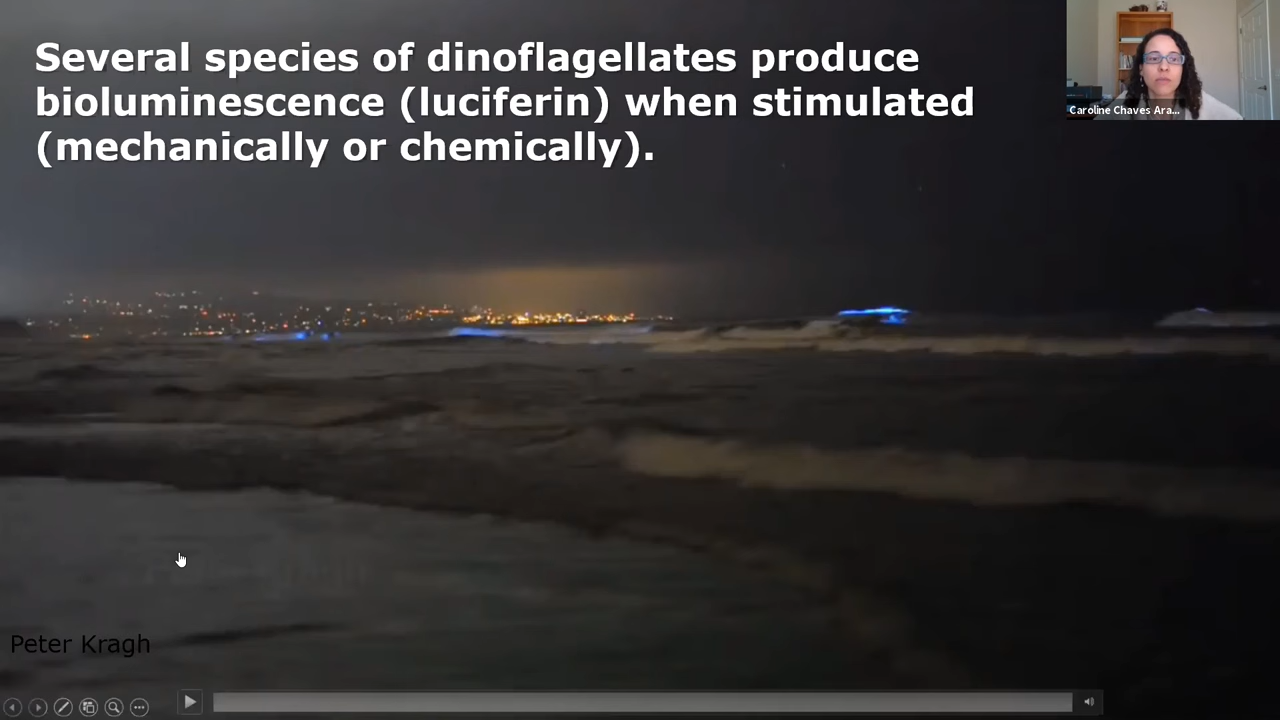 Several species of dinoflagellates produce
bioluminescence (luciferin) when stimulated
(mechanically or chemically).
Caroline Chaves Ara...
Peter Kragh